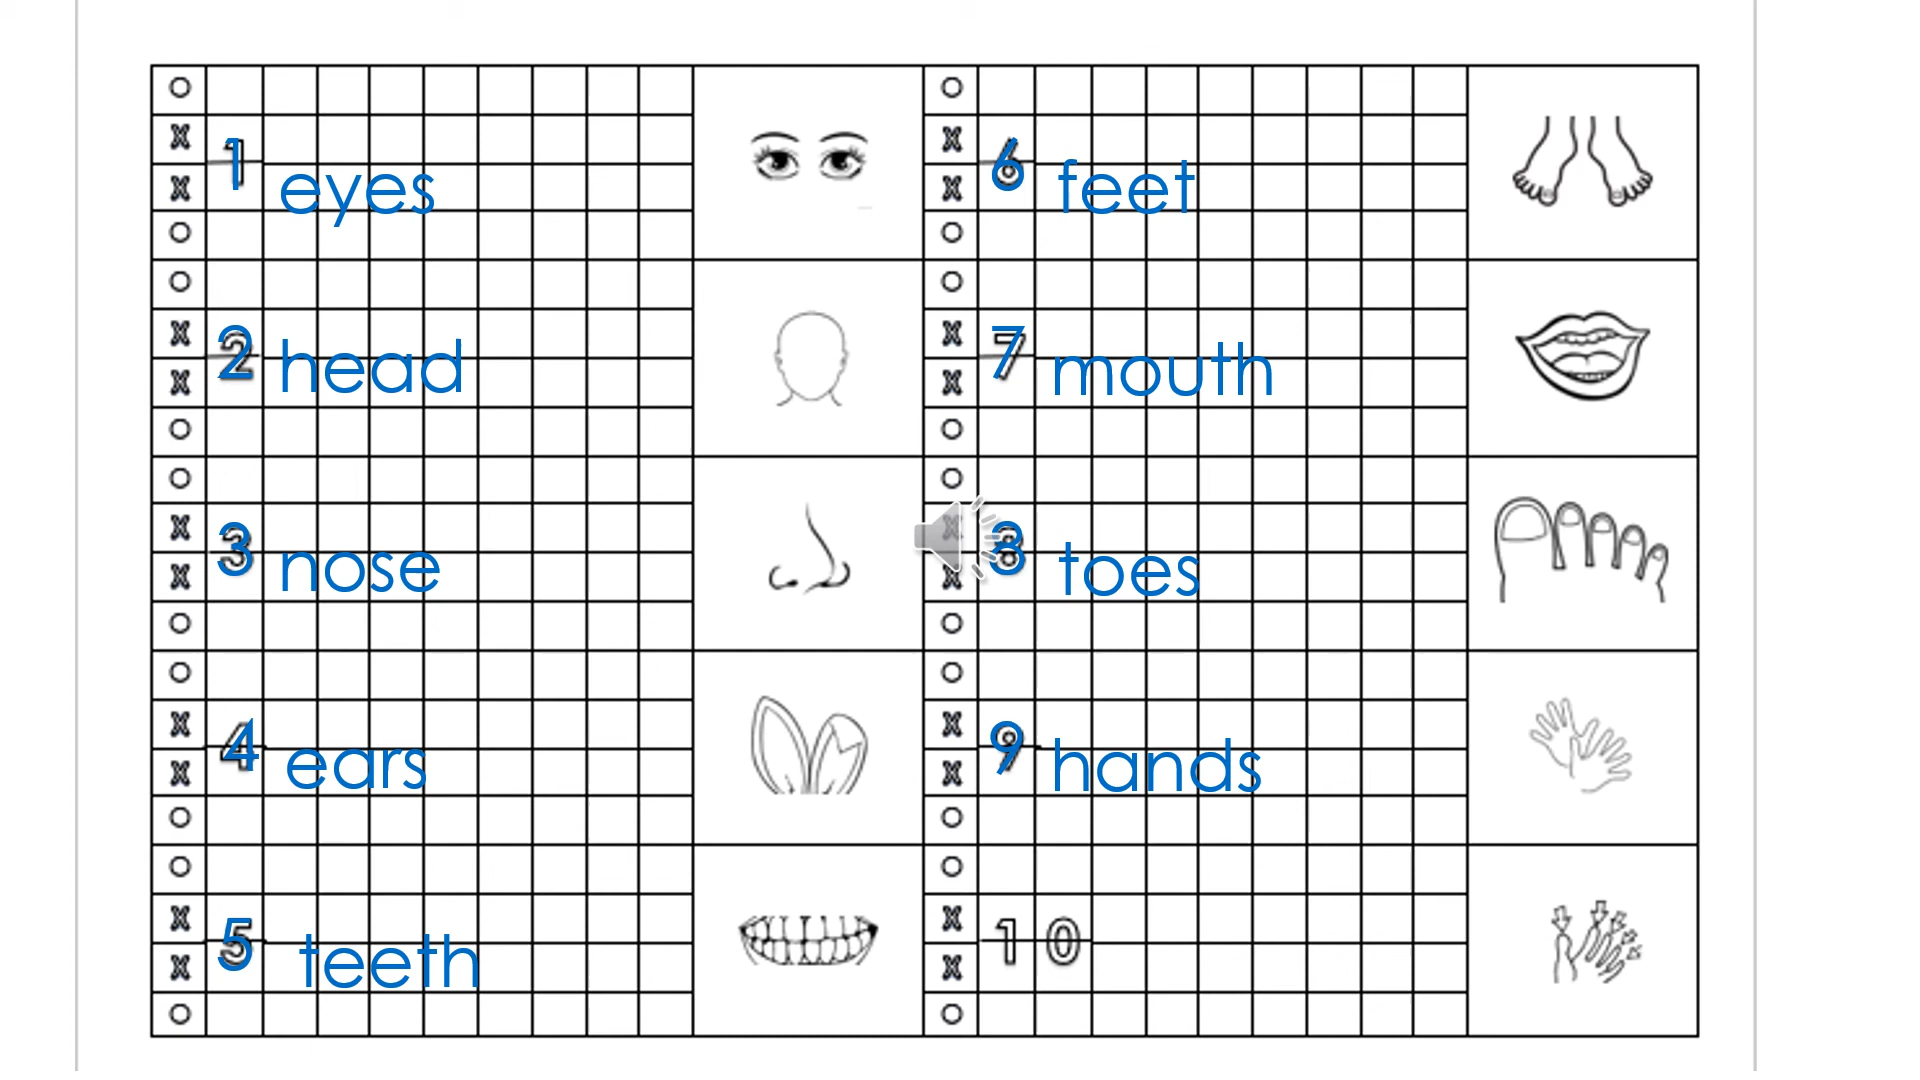 1 eyes
2 head
3 nose
4 ears
5 teeth
6 feet
7 mouth
8 toes
9 hands
10